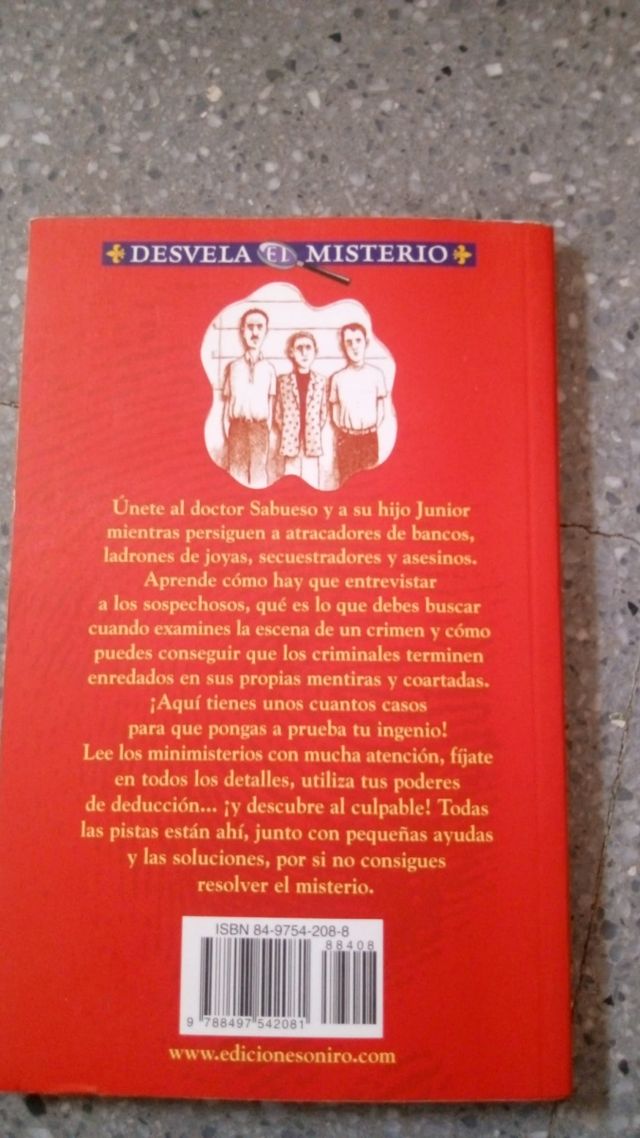 DESVELA EL MISTERIO
Únete al doctor Sabueso y a su hijo Junior
mientras persiguen a atracadores de bancos,
ladrones de joyas, secuestradores y asesinos.
Aprende cómo hay que entrevistar
a los sospechosos, qué es lo que debes buscar
cuando examines la escena de un crimen y cómo
puedes conseguir que los criminales terminen
enredados en sus propias mentiras y coartadas.
¡Aquí tienes unos cuantos casos
para que pongas a prueba tu ingenio!
Lee los minimisterios con mucha atención, fíjate
en todos los detalles, utiliza tus poderes
de deducción... ¡y descubre al culpable! Todas
las pistas están ahí, junto con pequeñas ayudas
y las soluciones, por si no consigues
resolver el misterio.
ISBN 84-9754-208-8
88408
9 788497 542081
www.edicionesoniro.com